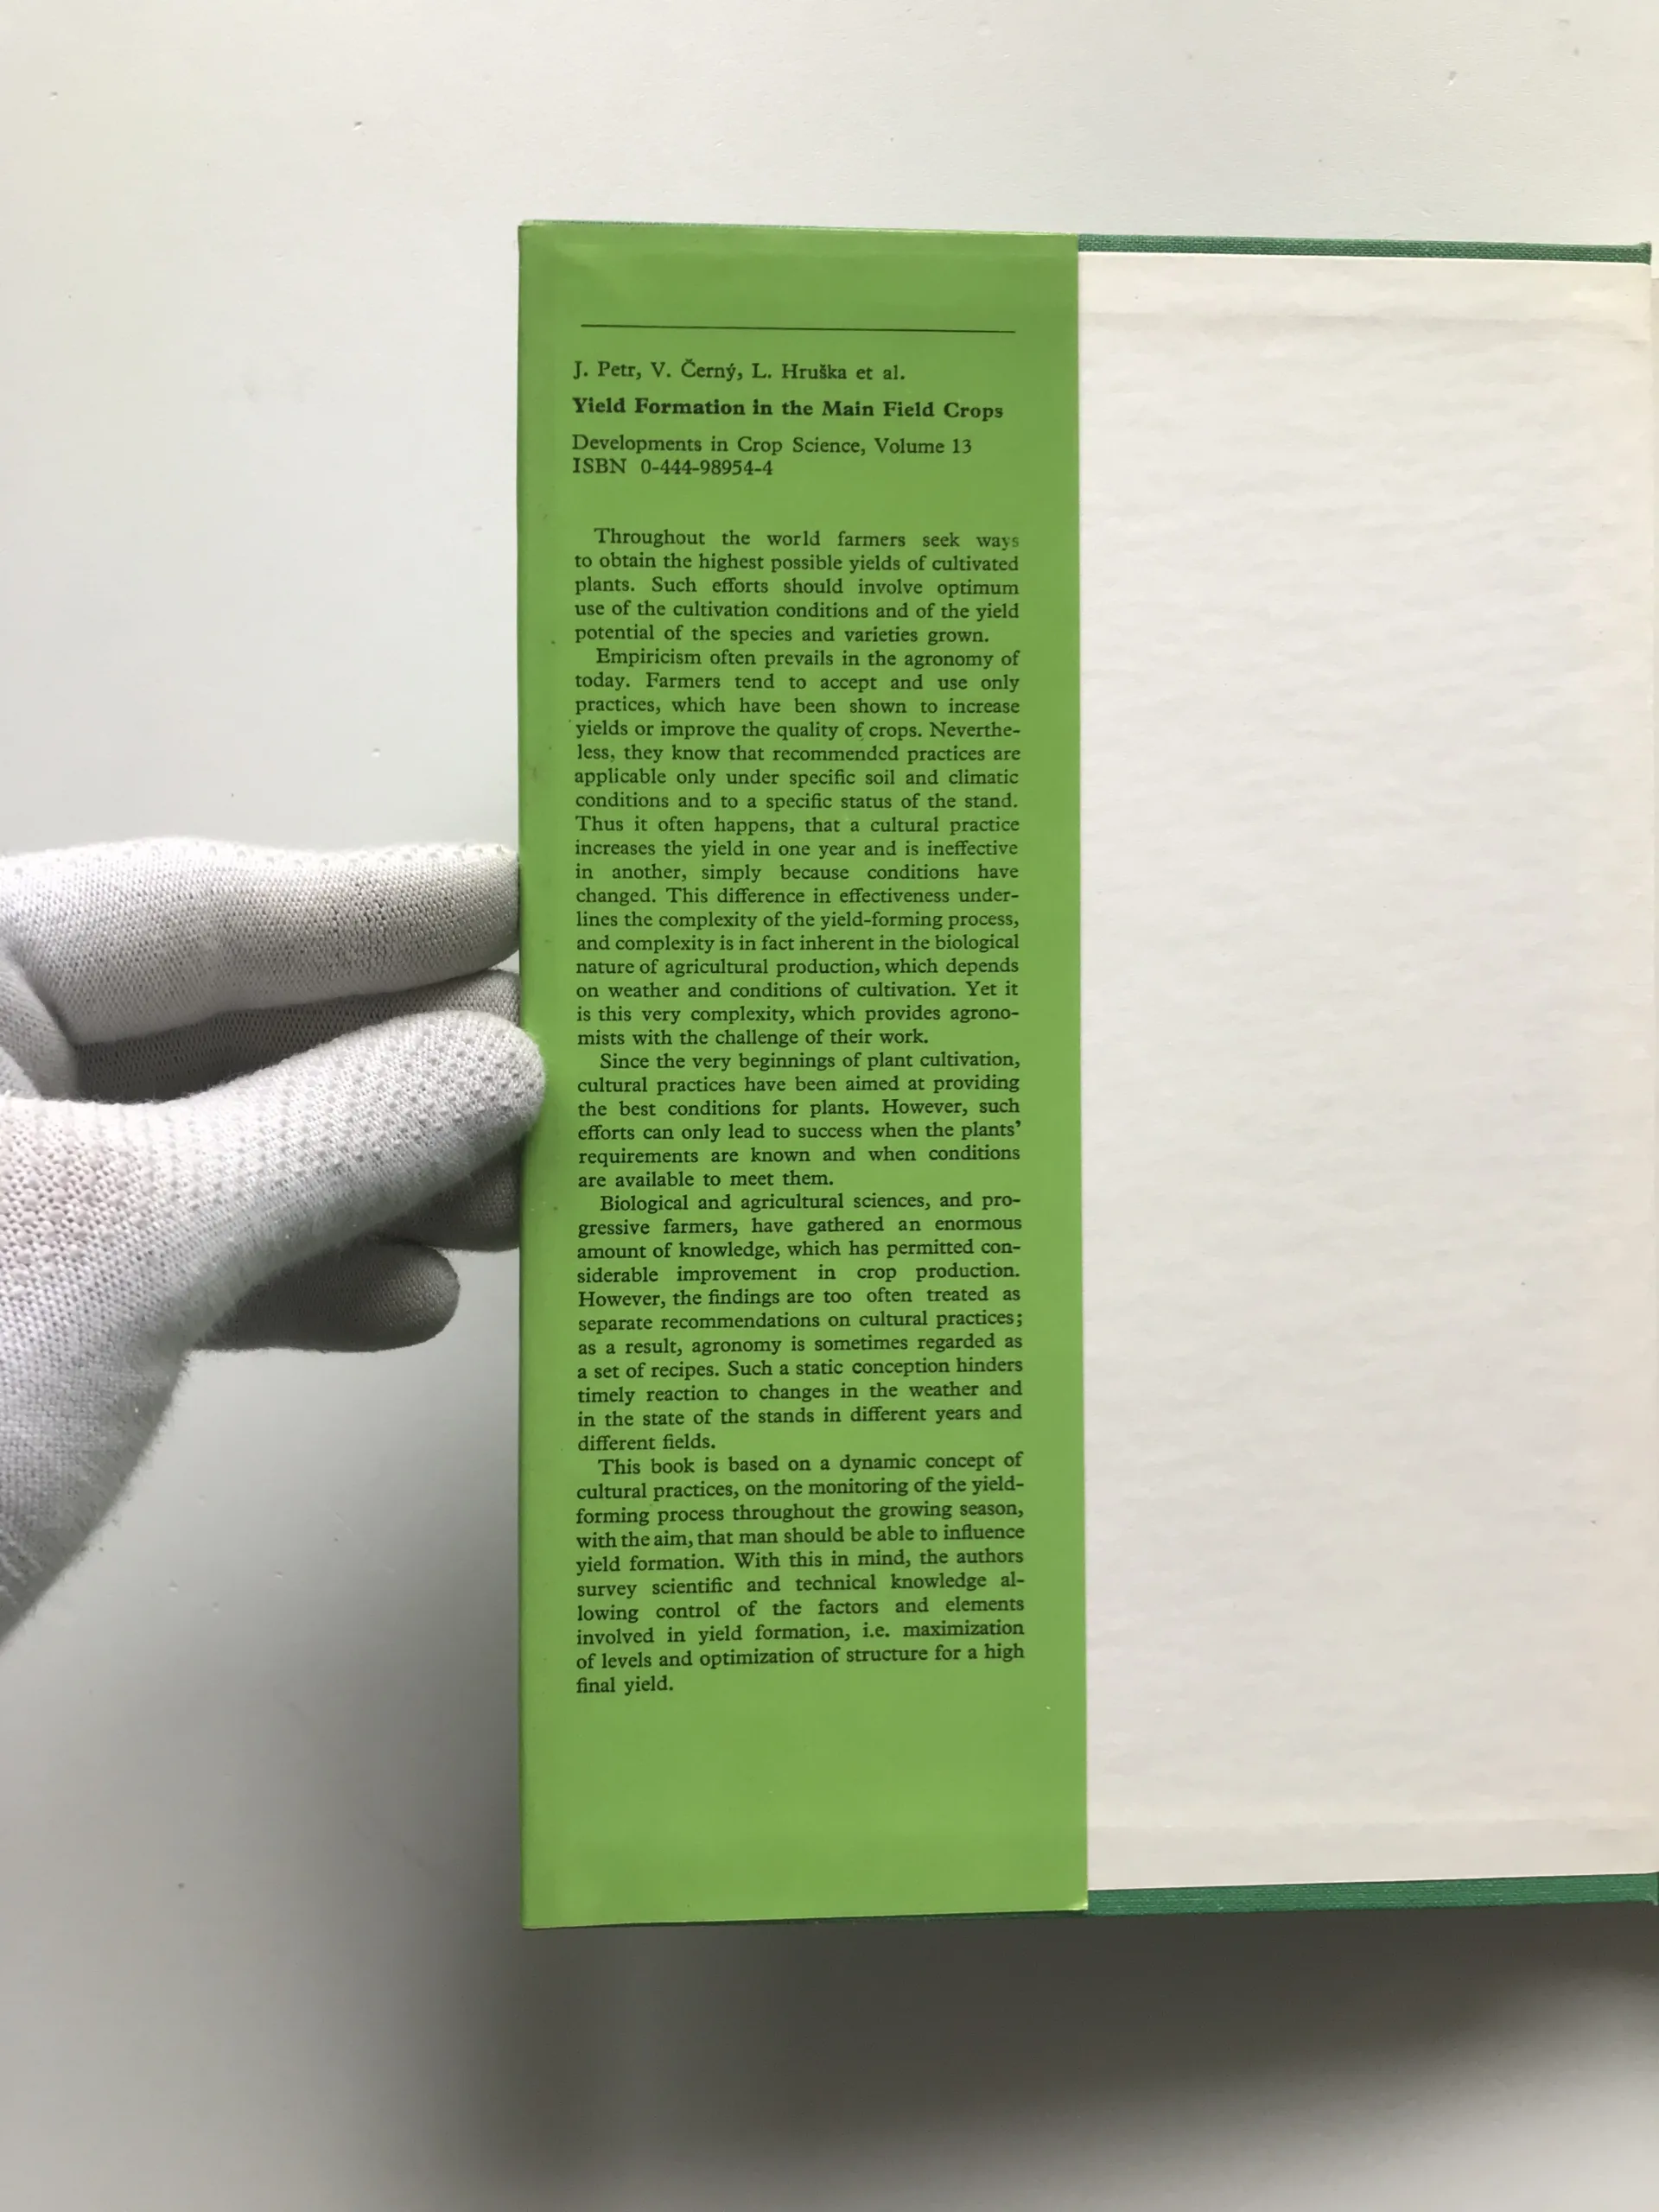 J. Petr, V. Černý, L. Hruška et al.
Yield Formation in the Main Field Crops
Developments in Crop Science, Volume 13
ISBN 0-444-98954-4
Throughout the world farmers seek ways
to obtain the highest possible yields of cultivated
plants. Such efforts should involve optimum
use of the cultivation conditions and of the yield
potential of the species and varieties grown.
Empiricism often prevails in the agronomy of
today. Farmers tend to accept and use only
practices, which have been shown to increase
yields or improve the quality of crops. Neverthe-
less, they know that recommended practices are
applicable only under specific soil and climatic
conditions and to a specific status of the stand.
Thus it often happens, that a cultural practice
increases the yield in one year and is ineffective
in another, simply because conditions have
changed. This difference in effectiveness under-
lines the complexity of the yield-forming process,
and complexity is in fact inherent in the biological
nature of agricultural production, which depends
on weather and conditions of cultivation. Yet it
is this very complexity, which provides agrono-
mists with the challenge of their work.
Since the very beginnings of plant cultivation,
cultural practices have been aimed at providing
the best conditions for plants. However, such
efforts can only lead to success when the plants'
requirements are known and when conditions
are available to meet them.
Biological and agricultural sciences, and pro-
gressive farmers, have gathered an enormous
amount of knowledge, which has permitted con-
siderable improvement in crop production.
However, the findings are too often treated as
separate recommendations on cultural practices;
as a result, agronomy is sometimes regarded as
a set of recipes. Such a static conception hinders
timely reaction to changes in the weather and
in the state of the stands in different years and
different fields.
This book is based on a dynamic concept of
cultural practices, on the monitoring of the yield-
forming process throughout the growing season,
with the aim, that man should be able to influence
yield formation. With this in mind, the authors
survey scientific and technical knowledge al-
lowing control of the factors and elements
involved in yield formation, i.e. maximization
of levels and optimization of structure for a high
final yield.